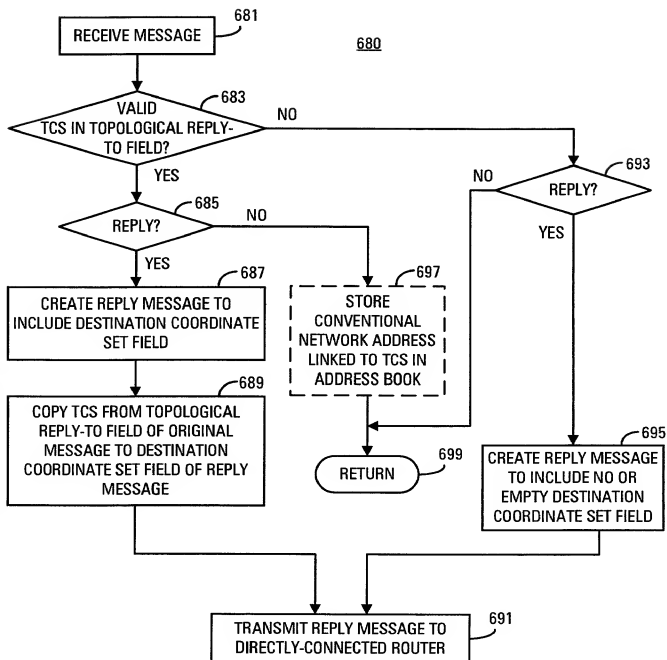 681
RECEIVE MESSAGE
680
683
VALID
TCS IN TOPOLOGICAL REPLY-
TO FIELD?
NO
YES
693
NO
REPLY?
YES
685
REPLY?
NO
YES
687
CREATE REPLY MESSAGE TO
INCLUDE DESTINATION COORDINATE
SET FIELD
697
STORE
CONVENTIONAL
NETWORK ADDRESS
LINKED TO TCS IN
ADDRESS BOOK
689
COPY TCS FROM TOPOLOGICAL
REPLY-TO FIELD OF ORIGINAL
MESSAGE TO DESTINATION
COORDINATE SET FIELD OF REPLY
MESSAGE
699
RETURN
695
CREATE REPLY MESSAGE
TO INCLUDE NO OR
EMPTY DESTINATION
COORDINATE SET FIELD
691
TRANSMIT REPLY MESSAGE TO
DIRECTLY-CONNECTED ROUTER